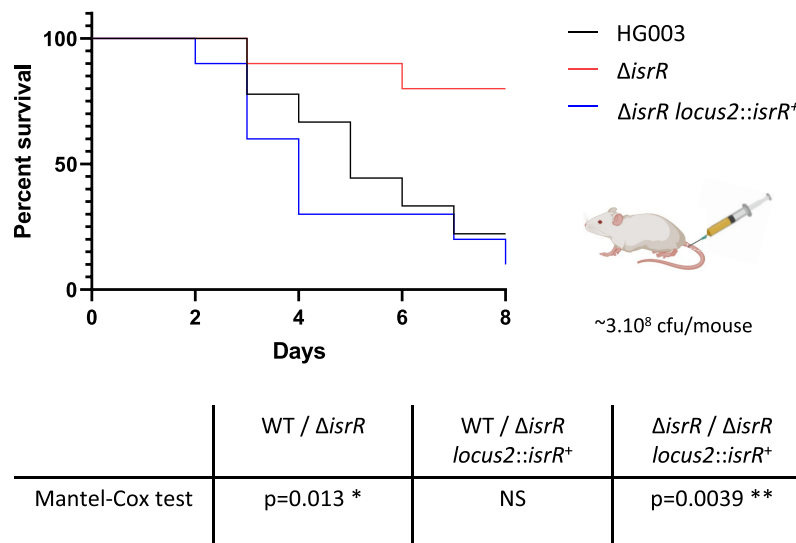 100
50
0
Percent survival
0 2 4 6 8
Days
HG003
ΔisrR
ΔisrR locus2::isrR⁺
~3.10⁸ cfu/mouse
WT / ΔisrR
WT / ΔisrR
locus2::isrR⁺
ΔisrR / ΔisrR
locus2::isrR⁺
Mantel-Cox test p=0.013 * NS p=0.0039 **